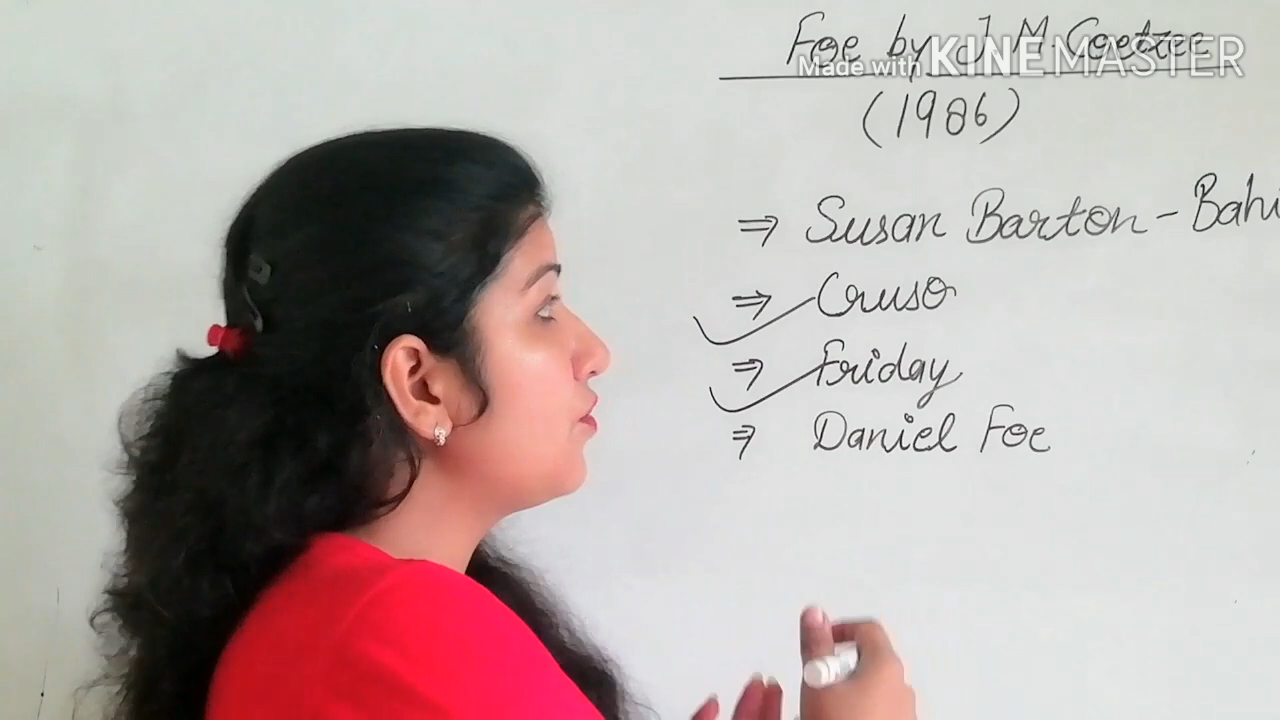 Foe by J M. Coetzee
Made with KINEMASTER
(1986)
⇒ Susan Barton - Bahi
⇒ Cruso
⇒ Friday
⇒ Daniel Foe